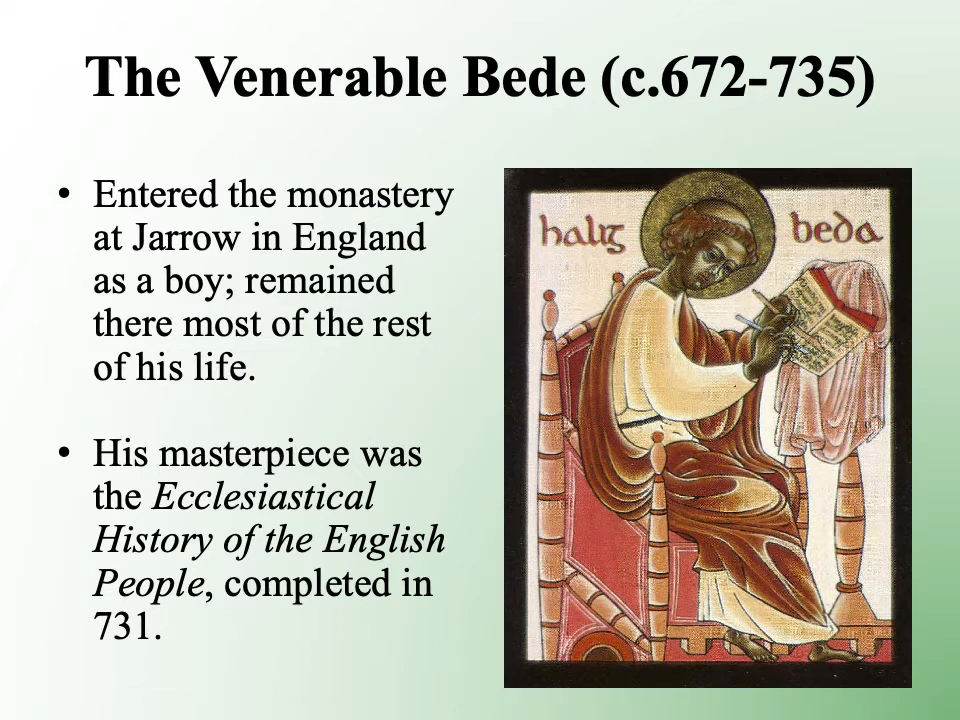 The Venerable Bede (c.672-735)
• Entered the monastery
at Jarrow in England
as a boy; remained
there most of the rest
of his life.
• His masterpiece was
the Ecclesiastical
History of the English
People, completed in
731.
halig beda